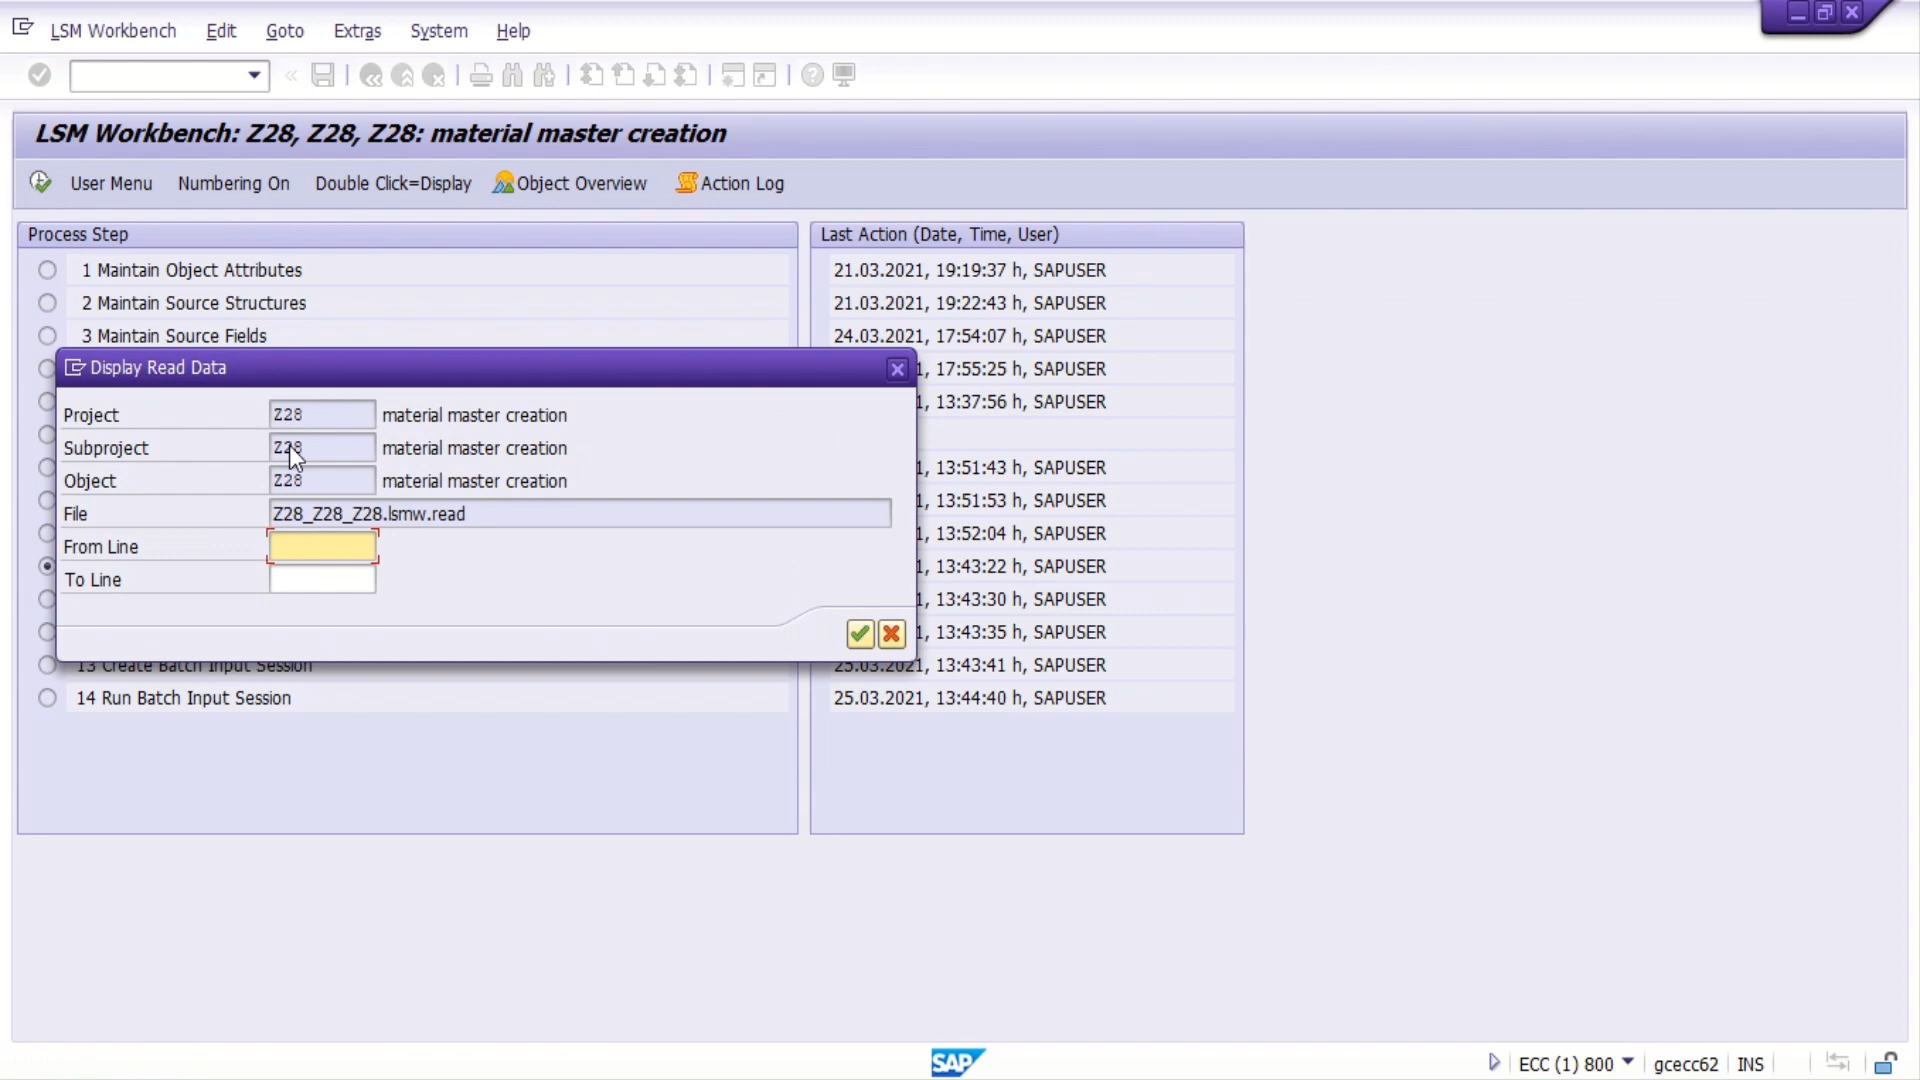 LSM Workbench Edit Goto Extras System Help
LSM Workbench: Z28, Z28, Z28: material master creation
User Menu Numbering On Double Click=Display Object Overview Action Log
Process Step Last Action (Date, Time, User)
1 Maintain Object Attributes 21.03.2021, 19:19:37 h, SAPUSER
2 Maintain Source Structures 21.03.2021, 19:22:43 h, SAPUSER
3 Maintain Source Fields 24.03.2021, 17:54:07 h, SAPUSER
Display Read Data 1, 17:55:25 h, SAPUSER
1, 13:37:56 h, SAPUSER
Project Z28 material master creation
Subproject Z28 material master creation
1, 13:51:43 h, SAPUSER
Object Z28 material master creation
1, 13:51:53 h, SAPUSER
File Z28_Z28_Z28.lsmw.read
1, 13:52:04 h, SAPUSER
From Line
1, 13:43:22 h, SAPUSER
To Line
1, 13:43:30 h, SAPUSER
1, 13:43:35 h, SAPUSER
13 Create Batch Input Session 25.03.2021, 13:43:41 h, SAPUSER
14 Run Batch Input Session 25.03.2021, 13:44:40 h, SAPUSER
SAP ECC (1) 800 gcecc62 INS